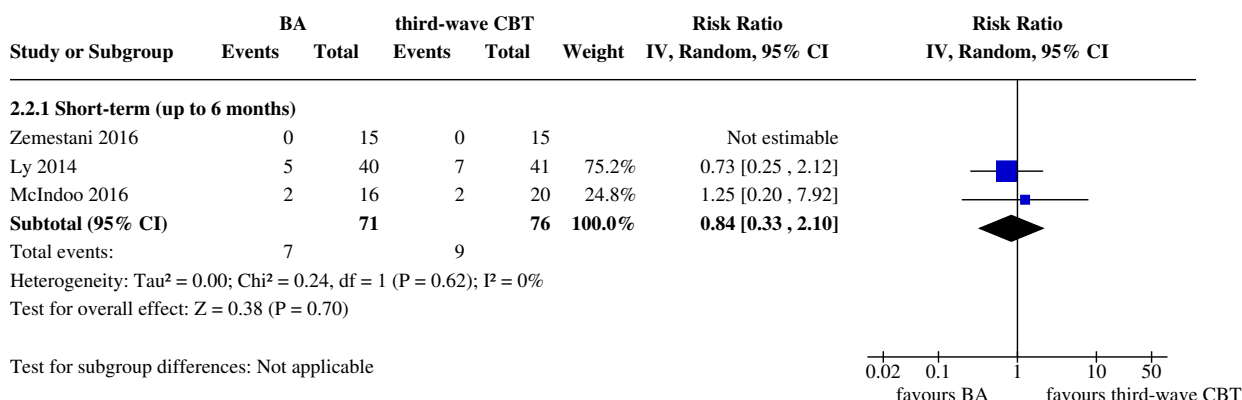 BA third-wave CBT Risk Ratio Risk Ratio
Study or Subgroup Events Total Events Total Weight IV, Random, 95% CI IV, Random, 95% CI
2.2.1 Short-term (up to 6 months)
Zemestani 2016 0 15 0 15 Not estimable
Ly 2014 5 40 7 41 75.2% 0.73 [0.25 , 2.12]
McIndoo 2016 2 16 2 20 24.8% 1.25 [0.20 , 7.92]
Subtotal (95% CI) 71 76 100.0% 0.84 [0.33 , 2.10]
Total events: 7 9
Heterogeneity: Tau² = 0.00; Chi² = 0.24, df = 1 (P = 0.62); I² = 0%
Test for overall effect: Z = 0.38 (P = 0.70)
Test for subgroup differences: Not applicable
0.02 0.1 1 10 50
favours BA favours third-wave CBT